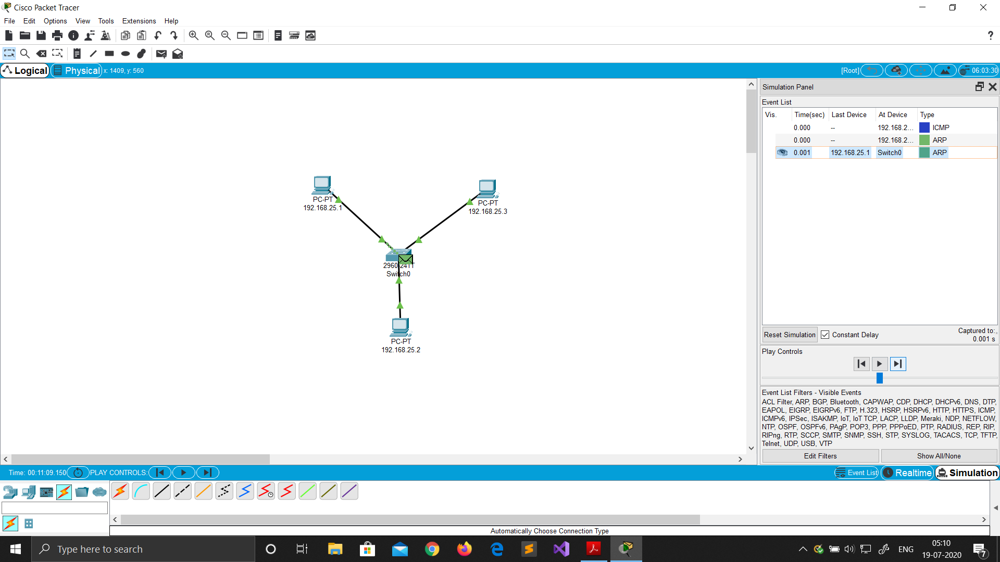 Cisco Packet Tracer
File Edit Options View Tools Extensions Help
Logical Physical x: 1409, y: 560 [Root] 06:03:30
Simulation Panel
Event List
Vis. Time(sec) Last Device At Device Type
0.000 -- 192.168.2... ICMP
0.000 -- 192.168.2... ARP
0.001 192.168.25.1 Switch0 ARP
PC-PT
192.168.25.1
PC-PT
192.168.25.3
2960-24TT
Switch0
PC-PT
192.168.25.2
Reset Simulation Constant Delay Captured to:
0.001 s
Play Controls
Event List Filters - Visible Events
ACL Filter, ARP, BGP, Bluetooth, CAPWAP, CDP, DHCP, DHCPv6, DNS, DTP,
EAPOL, EIGRP, EIGRPv6, FTP, H.323, HSRP, HSRPv6, HTTP, HTTPS, ICMP,
ICMPv6, IPSec, ISAKMP, IoT, IoT TCP, LACP, LLDP, Meraki, NDP, NETFLOW,
NTP, OSPF, OSPFv6, PAgP, POP3, PPP, PPPoED, PTP, RADIUS, REP, RIP,
RIPng, RTP, SCCP, SMTP, SNMP, SSH, STP, SYSLOG, TACACS, TCP, TFTP,
Telnet, UDP, USB, VTP
Edit Filters Show All/None
Time: 00:11:09.150 PLAY CONTROLS: Event List Realtime Simulation
Automatically Choose Connection Type
Type here to search
ENG
05:10
19-07-2020
7